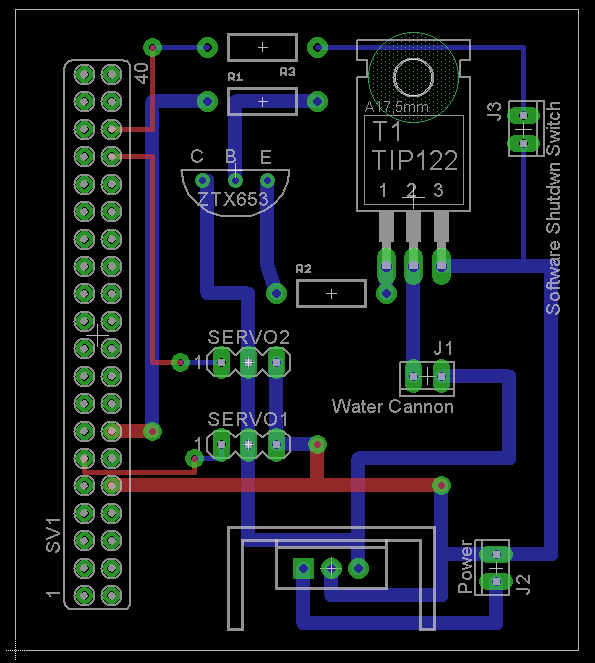 40
R3
R1
A17,5mm
J3
T1
TIP122
C B E
1 2 3
ZTX653
Software Shutdwn Switch
R2
SERVO2
1
J1
Water Cannon
SERVO1
1
SV1
Power
J2
1